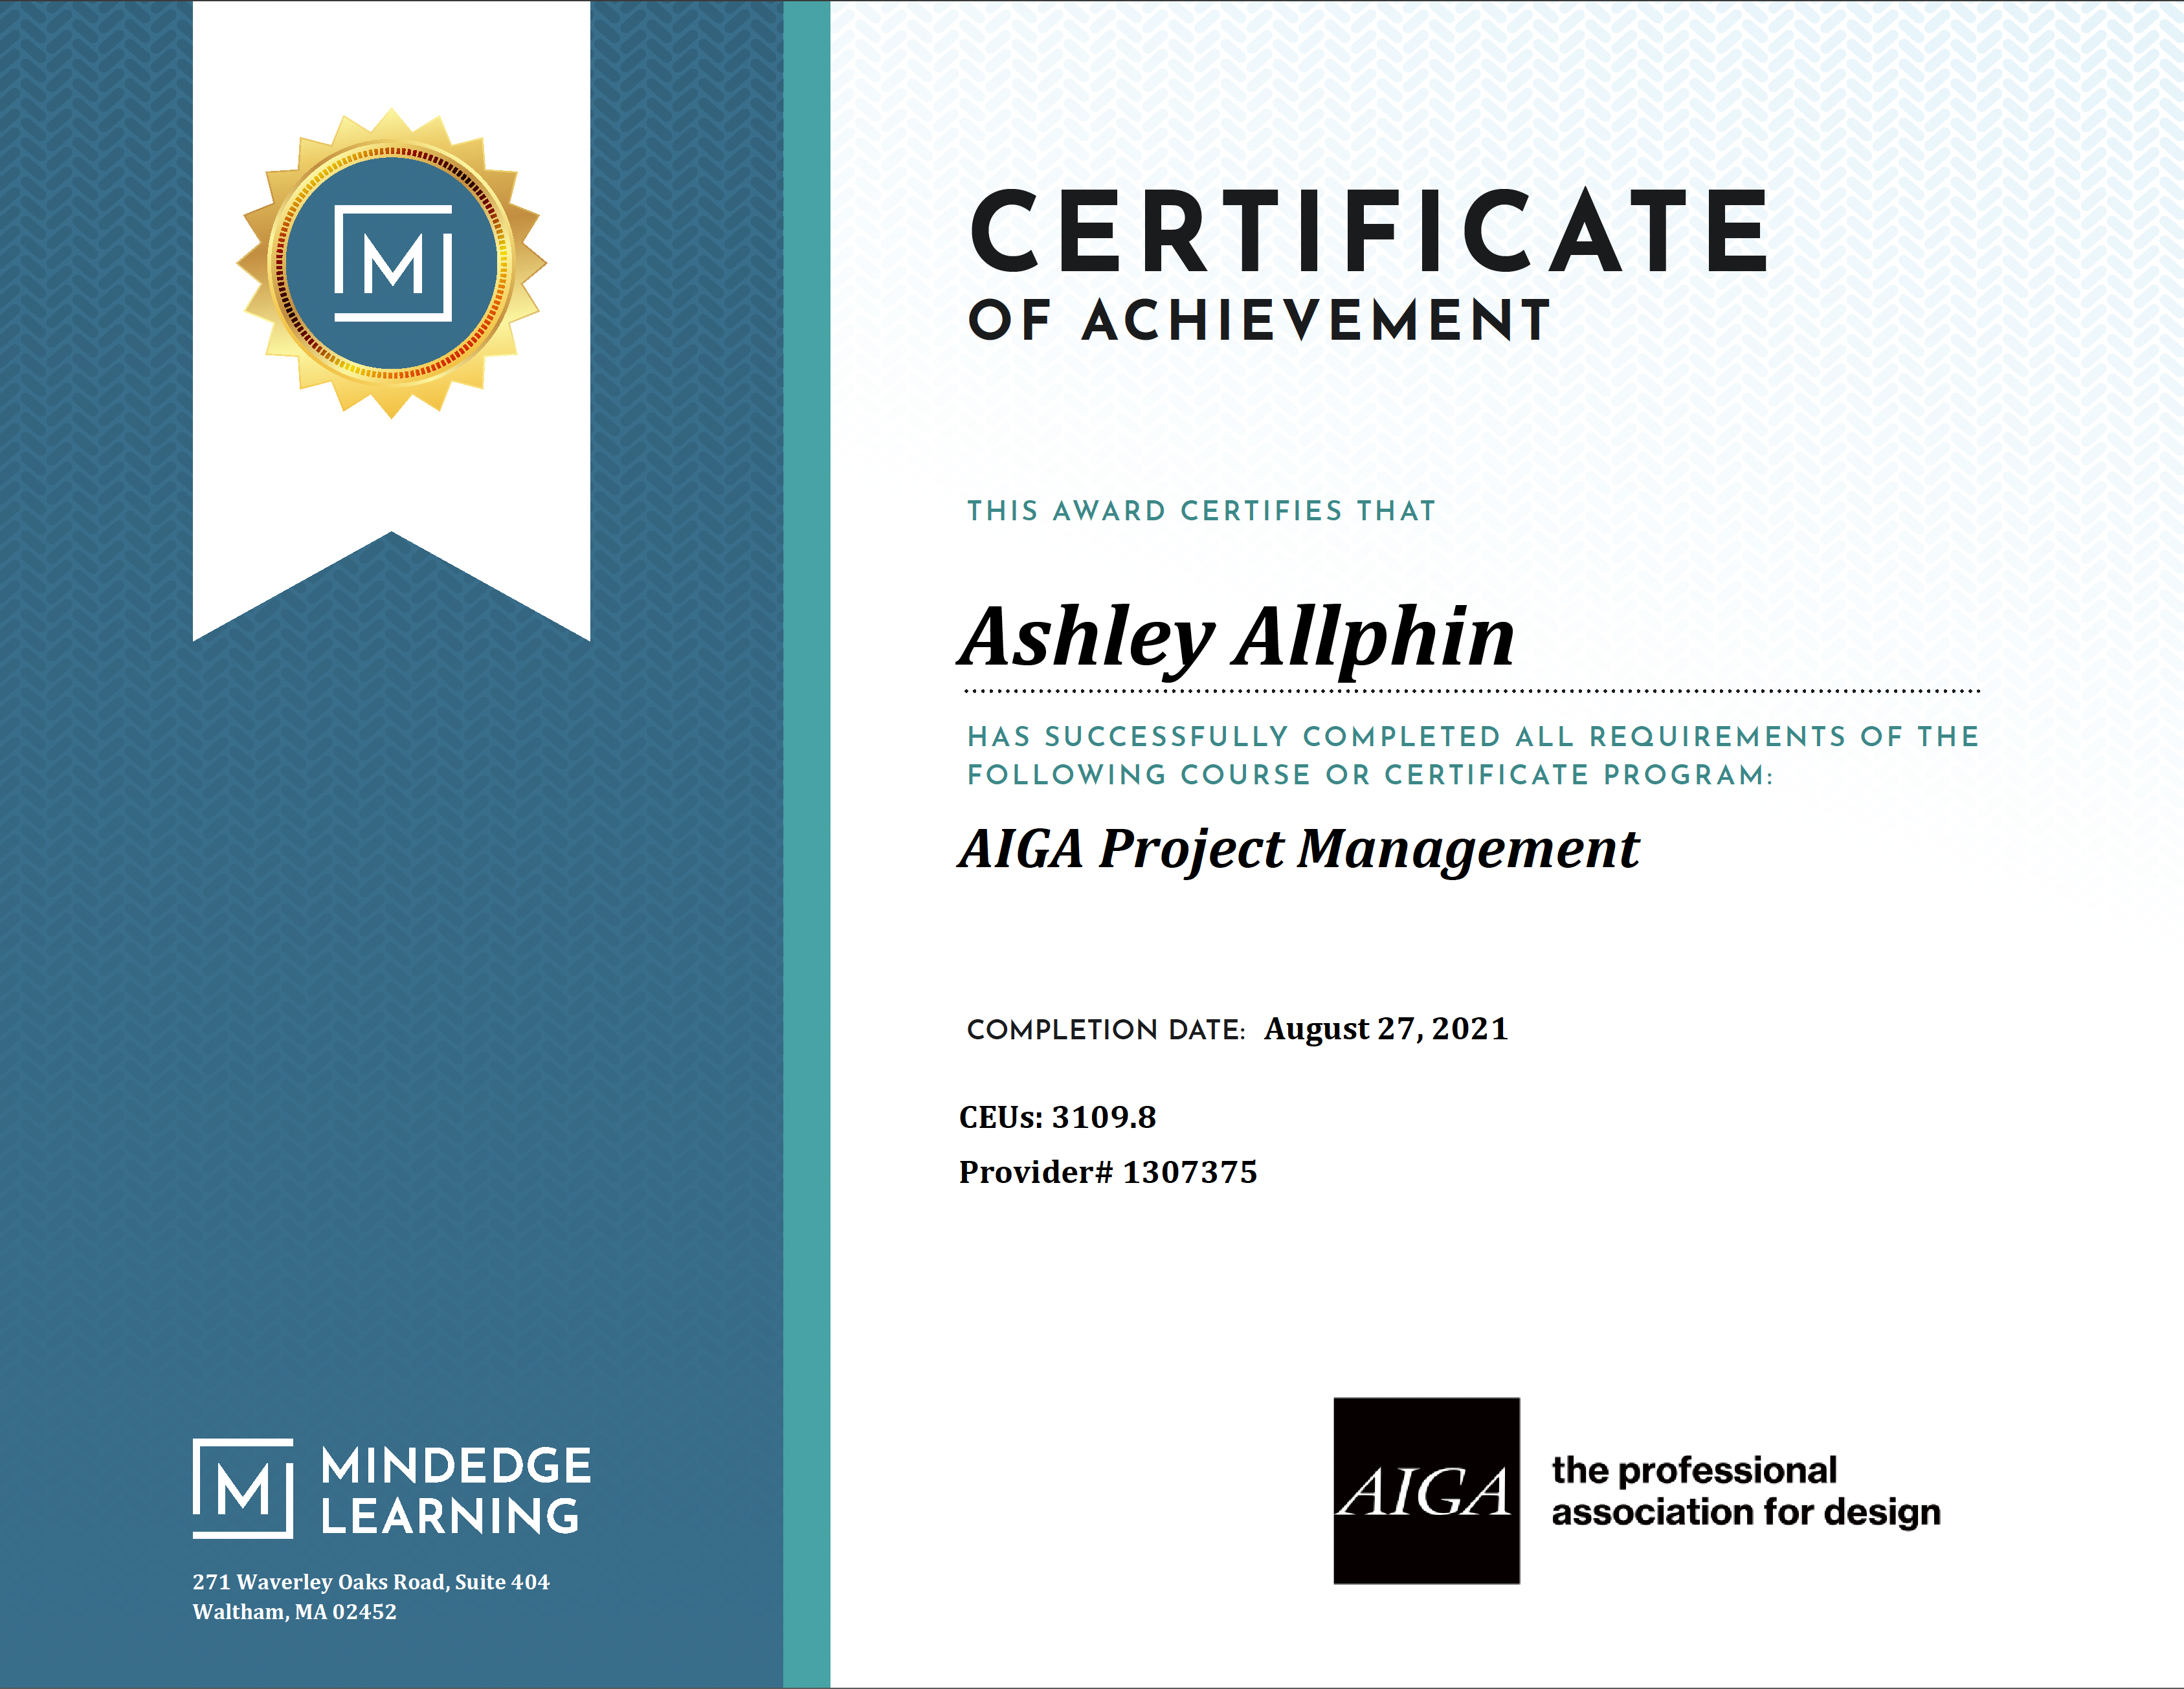 M
CERTIFICATE
OF ACHIEVEMENT
THIS AWARD CERTIFIES THAT
Ashley Allphin
HAS SUCCESSFULLY COMPLETED ALL REQUIREMENTS OF THE
FOLLOWING COURSE OR CERTIFICATE PROGRAM:
AIGA Project Management
COMPLETION DATE: August 27, 2021
CEUs: 3109.8
Provider# 1307375
M
MINDEDGE
LEARNING
271 Waverley Oaks Road, Suite 404
Waltham, MA 02452
AIGA
the professional
association for design